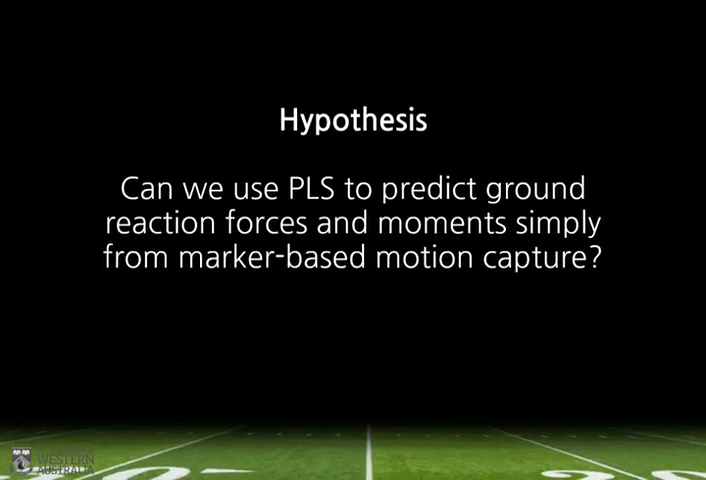 Hypothesis
Can we use PLS to predict ground
reaction forces and moments simply
from marker-based motion capture?
WESTERN
AUSTRALIA